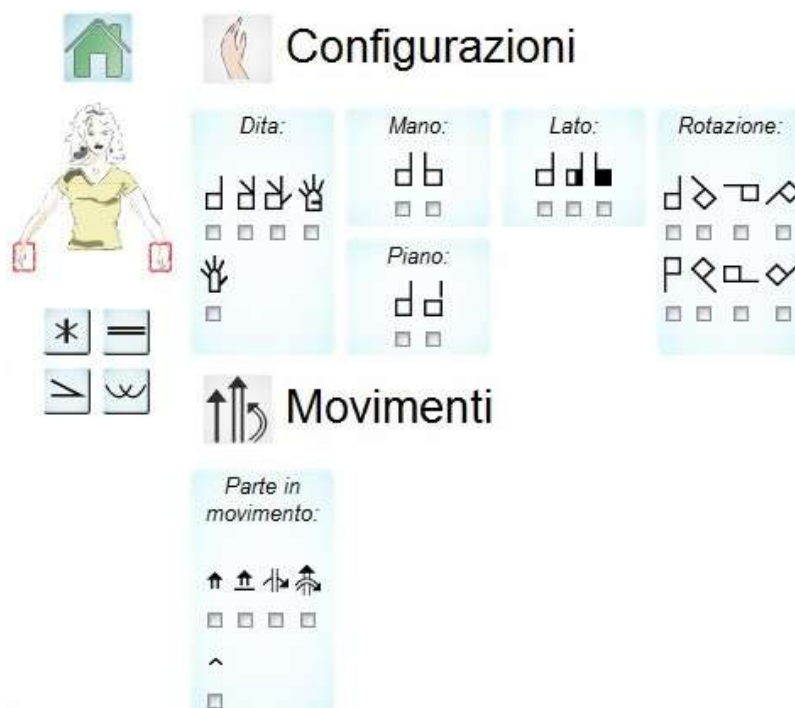 Configurazioni
Dita:
Mano:
Lato:
Rotazione:
Piano:
Movimenti
Parte in
movimento: